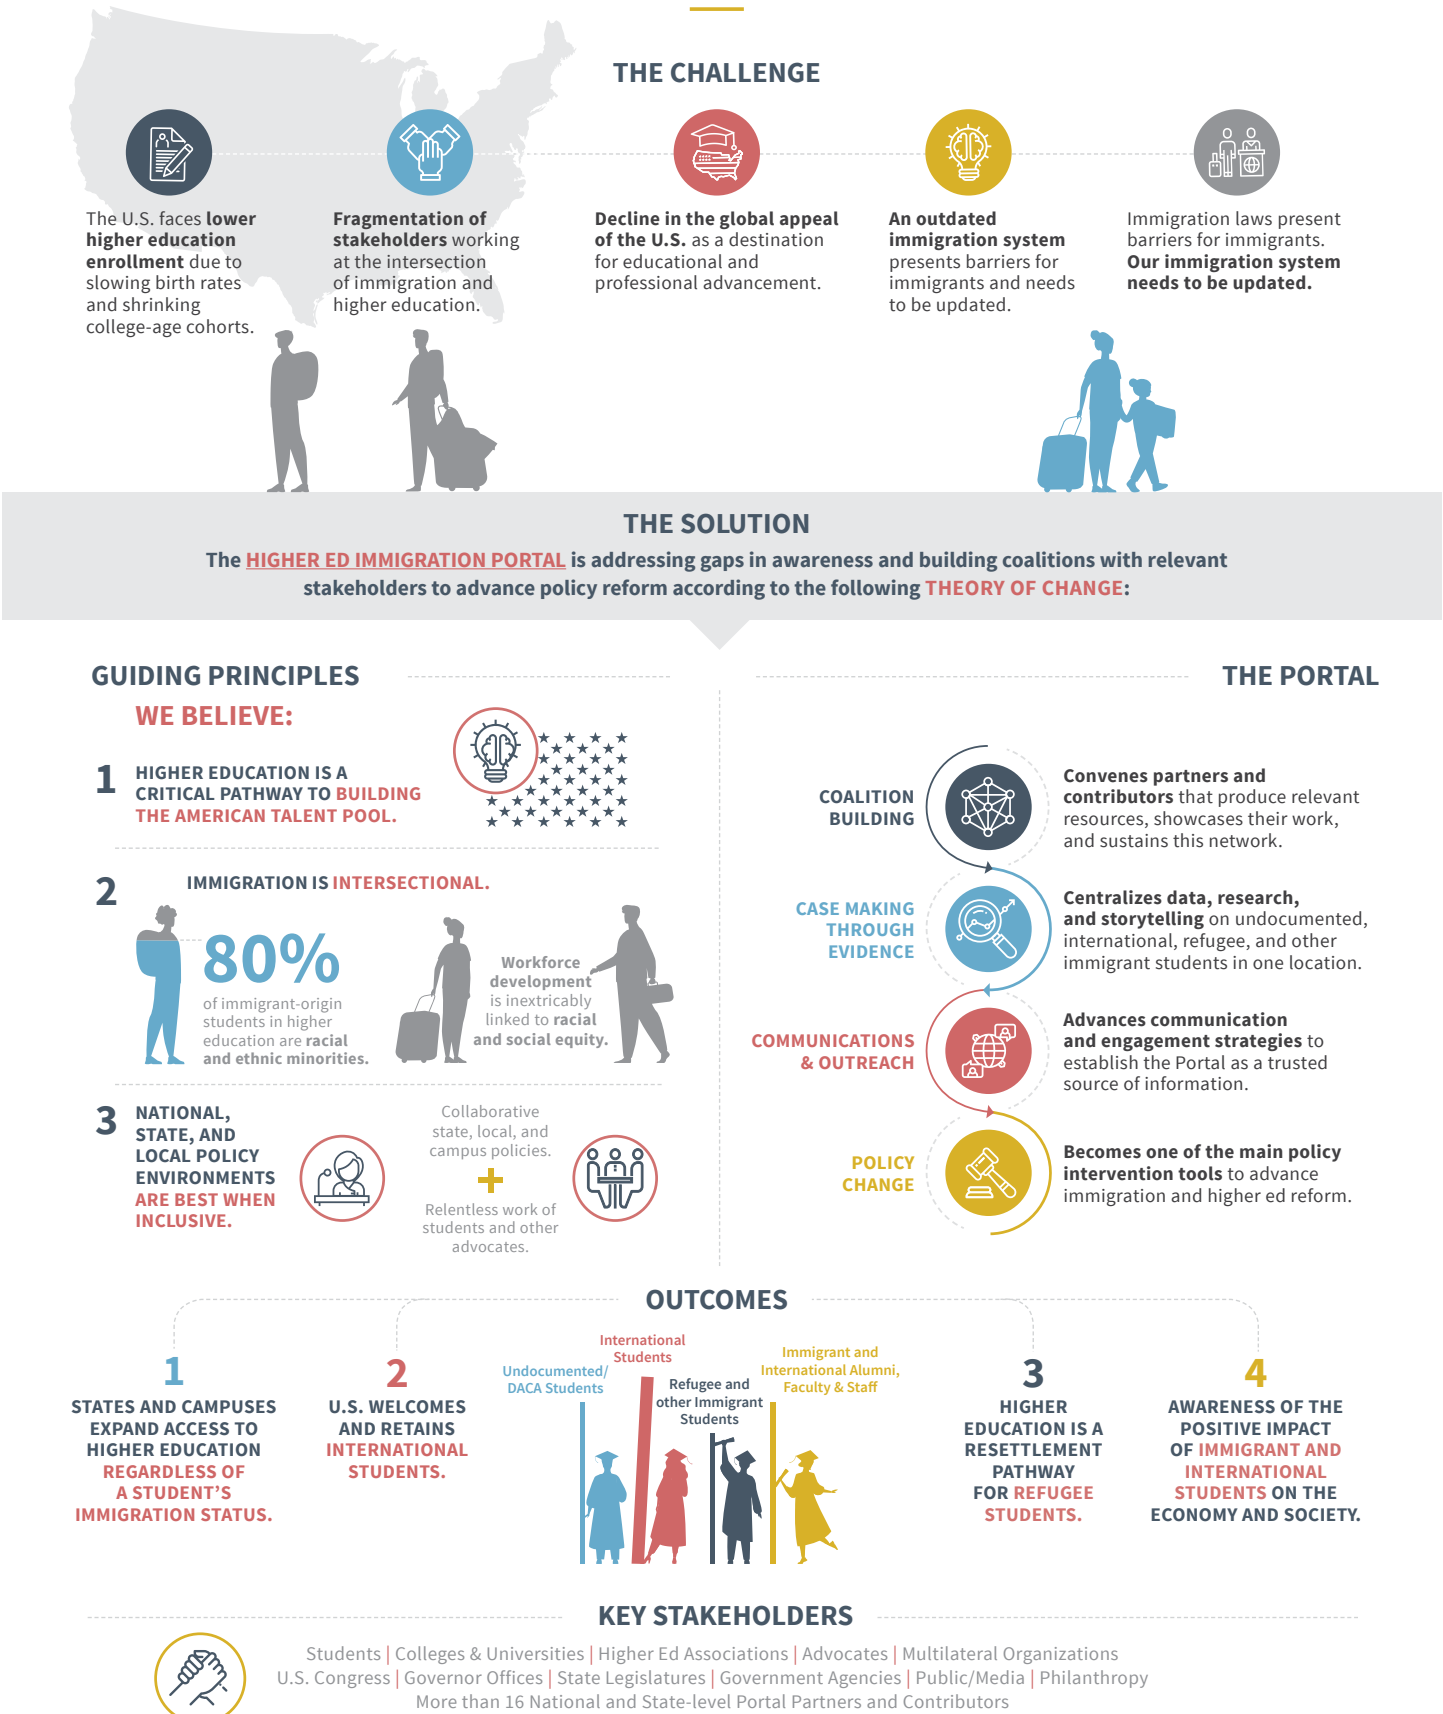 THE CHALLENGE
The U.S. faces lower
higher education
enrollment due to
slowing birth rates
and shrinking
college-age cohorts.
Fragmentation of
stakeholders working
at the intersection
of immigration and
higher education.
Decline in the global appeal
of the U.S. as a destination
for educational and
professional advancement.
An outdated
immigration system
presents barriers for
immigrants and needs
to be updated.
Immigration laws present
barriers for immigrants.
Our immigration system
needs to be updated.
THE SOLUTION
The HIGHER ED IMMIGRATION PORTAL is addressing gaps in awareness and building coalitions with relevant
stakeholders to advance policy reform according to the following THEORY OF CHANGE:
GUIDING PRINCIPLES
WE BELIEVE:
1
HIGHER EDUCATION IS A
CRITICAL PATHWAY TO BUILDING
THE AMERICAN TALENT POOL.
2
IMMIGRATION IS INTERSECTIONAL.
80%
of immigrant-origin
students in higher
education are racial
and ethnic minorities.
Workforce
development
is inextricably
linked to racial
and social equity.
3
NATIONAL,
STATE, AND
LOCAL POLICY
ENVIRONMENTS
ARE BEST WHEN
INCLUSIVE.
Collaborative
state, local, and
campus policies.
Relentless work of
students and other
advocates.
THE PORTAL
COALITION
BUILDING
Convenes partners and
contributors that produce relevant
resources, showcases their work,
and sustains this network.
CASE MAKING
THROUGH
EVIDENCE
Centralizes data, research,
and storytelling on undocumented,
international, refugee, and other
immigrant students in one location.
COMMUNICATIONS
& OUTREACH
Advances communication
and engagement strategies to
establish the Portal as a trusted
source of information.
POLICY
CHANGE
Becomes one of the main policy
intervention tools to advance
immigration and higher ed reform.
OUTCOMES
1
STATES AND CAMPUSES
EXPAND ACCESS TO
HIGHER EDUCATION
REGARDLESS OF
A STUDENT'S
IMMIGRATION STATUS.
2
U.S. WELCOMES
AND RETAINS
INTERNATIONAL
STUDENTS.
Undocumented/
DACA Students
International
Students
Refugee and
other Immigrant
Students
Immigrant and
International Alumni,
Faculty & Staff
3
HIGHER
EDUCATION IS A
RESETTLEMENT
PATHWAY
FOR REFUGEE
STUDENTS.
4
AWARENESS OF THE
POSITIVE IMPACT
OF IMMIGRANT AND
INTERNATIONAL
STUDENTS ON THE
ECONOMY AND SOCIETY.
KEY STAKEHOLDERS
Students | Colleges & Universities | Higher Ed Associations | Advocates | Multilateral Organizations
U.S. Congress | Governor Offices | State Legislatures | Government Agencies | Public/Media | Philanthropy
More than 16 National and State-level Portal Partners and Contributors